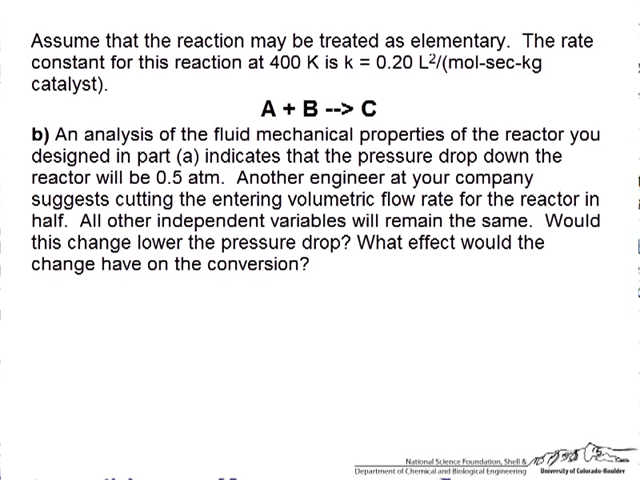 Assume that the reaction may be treated as elementary. The rate
constant for this reaction at 400 K is k = 0.20 L²/(mol-sec-kg
catalyst).
A + B --> C
b) An analysis of the fluid mechanical properties of the reactor you
designed in part (a) indicates that the pressure drop down the
reactor will be 0.5 atm. Another engineer at your company
suggests cutting the entering volumetric flow rate for the reactor in
half. All other independent variables will remain the same. Would
this change lower the pressure drop? What effect would the
change have on the conversion?
National Science Foundation, Shell &
Department of Chemical and Biological Engineering
University of Colorado-Boulder